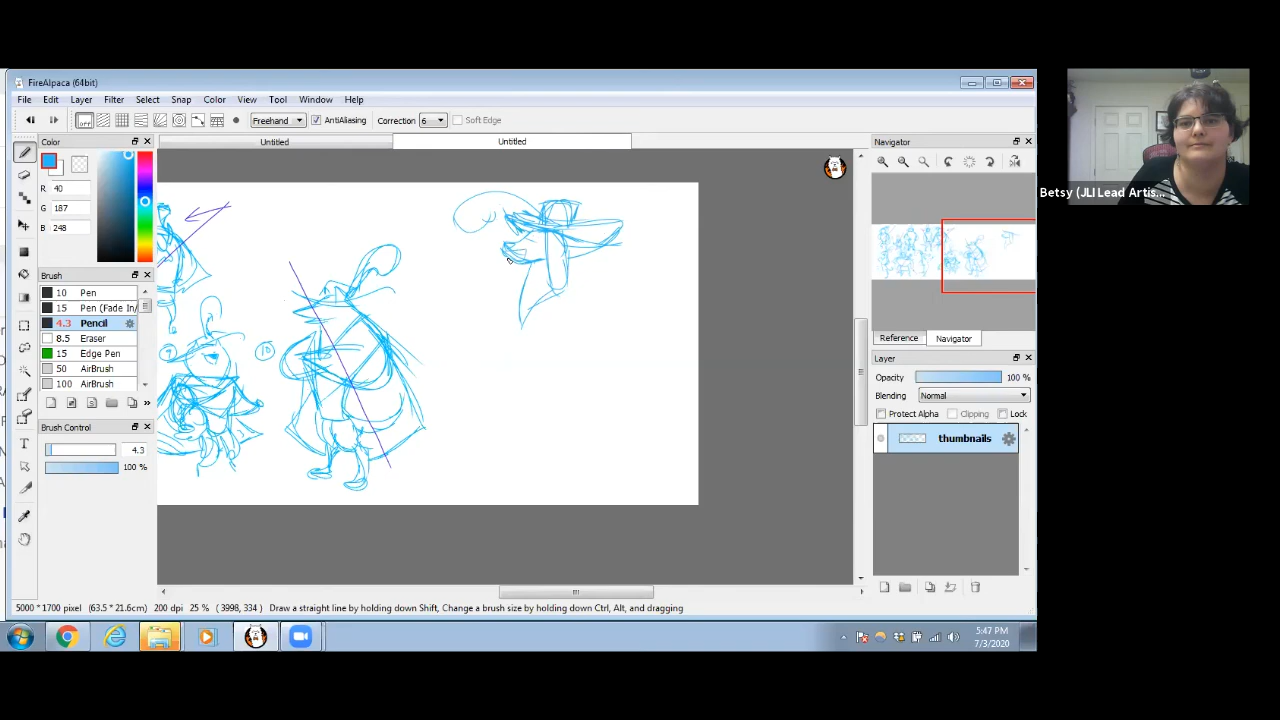 FireAlpaca (64bit)
File Edit Layer Filter Select Snap Color View Tool Window Help
OFF Freehand AntiAliasing Correction 6 Soft Edge
Color Untitled Untitled Navigator
R 40
G 187
B 248
Brush
10 Pen
15 Pen (Fade In/
4.3 Pencil
8.5 Eraser
15 Edge Pen
50 AirBrush
100 AirBrush
Brush Control
4.3
100 %
9 10
Reference Navigator
Layer
Opacity 100 %
Blending Normal
Protect Alpha Clipping Lock
thumbnails
5000 * 1700 pixel (63.5 * 21.6cm) 200 dpi 25 % ( 3998, 334 ) Draw a straight line by holding down Shift, Change a brush size by holding down Ctrl, Alt, and dragging
5:47 PM
7/3/2020
Betsy (JLI Lead Artis...